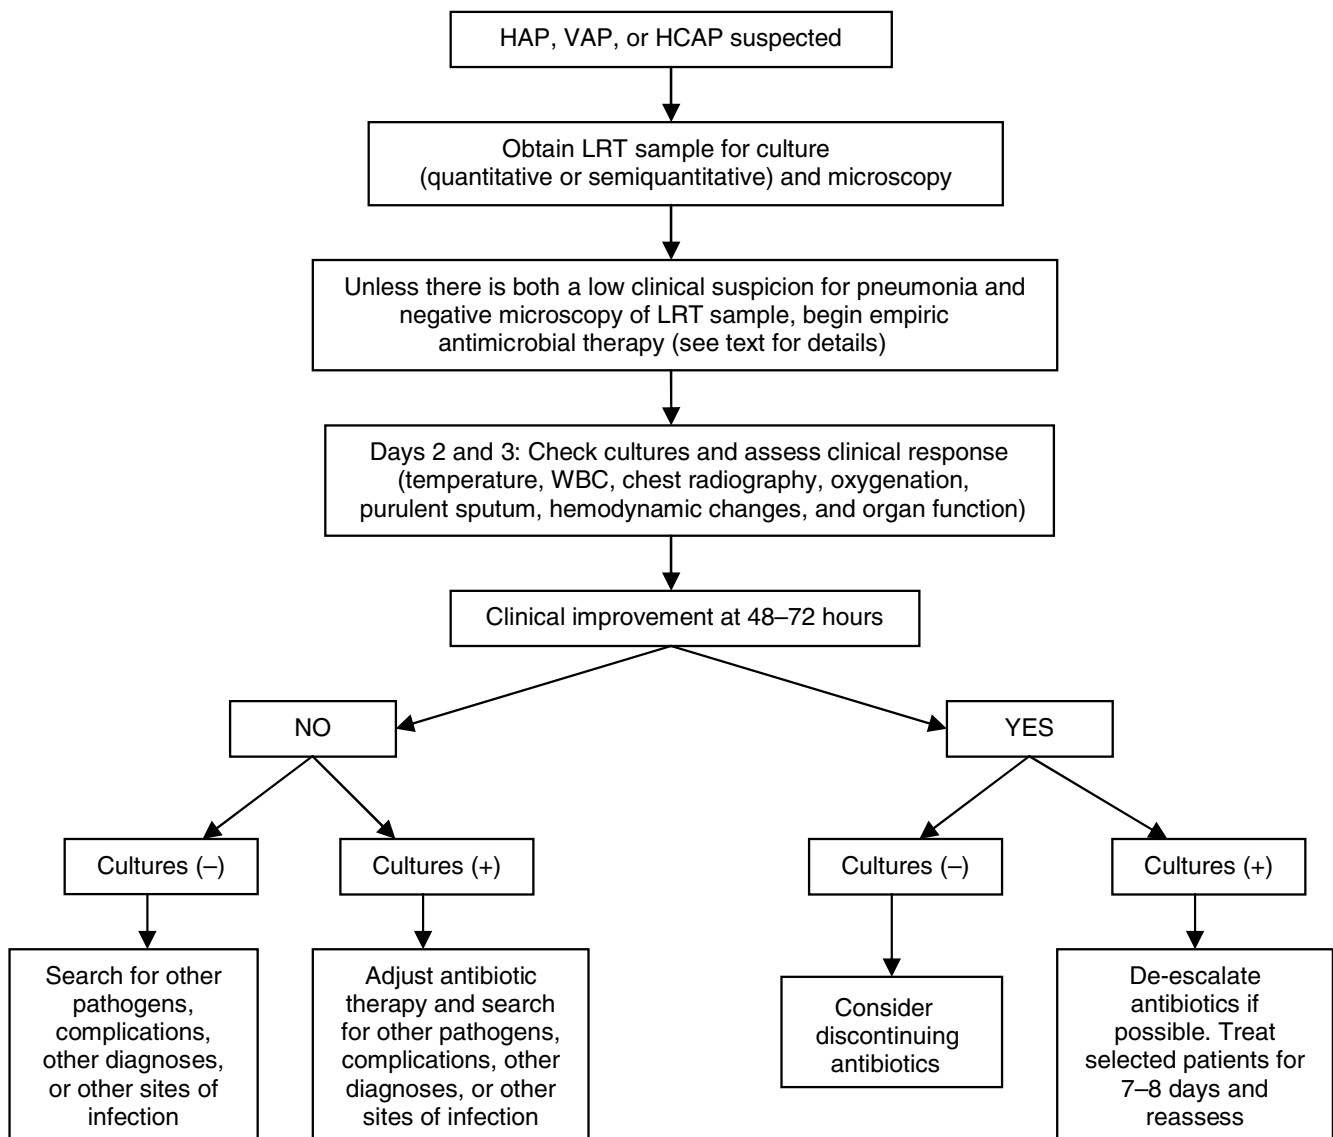 HAP, VAP, or HCAP suspected
Obtain LRT sample for culture
(quantitative or semiquantitative) and microscopy
Unless there is both a low clinical suspicion for pneumonia and
negative microscopy of LRT sample, begin empiric
antimicrobial therapy (see text for details)
Days 2 and 3: Check cultures and assess clinical response
(temperature, WBC, chest radiography, oxygenation,
purulent sputum, hemodynamic changes, and organ function)
Clinical improvement at 48–72 hours
NO
YES
Cultures (–)
Cultures (+)
Cultures (–)
Cultures (+)
Search for other
pathogens,
complications,
other diagnoses,
or other sites of
infection
Adjust antibiotic
therapy and search
for other pathogens,
complications, other
diagnoses, or other
sites of infection
Consider
discontinuing
antibiotics
De-escalate
antibiotics if
possible. Treat
selected patients for
7–8 days and
reassess